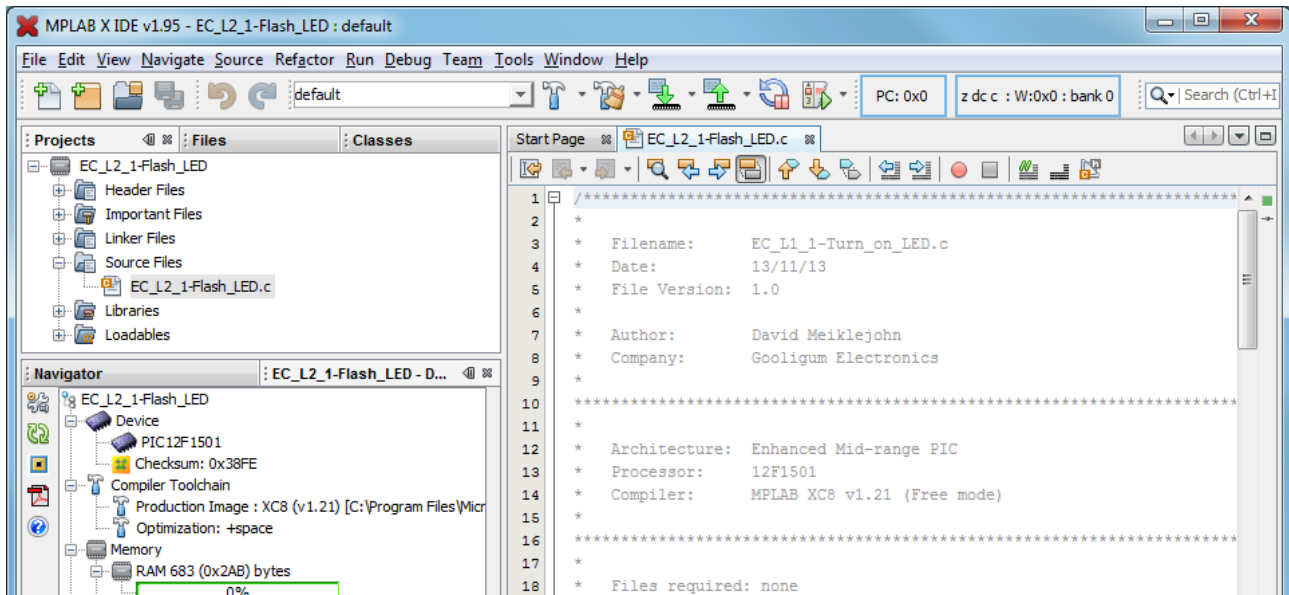 MPLAB X IDE v1.95 - EC_L2_1-Flash_LED : default
File Edit View Navigate Source Refactor Run Debug Team Tools Window Help
default
PC: 0x0
z dc c : W:0x0 : bank 0
Search (Ctrl+I
Projects
Files
Classes
EC_L2_1-Flash_LED
Header Files
Important Files
Linker Files
Source Files
EC_L2_1-Flash_LED.c
Libraries
Loadables
Navigator
EC_L2_1-Flash_LED - D...
EC_L2_1-Flash_LED
Device
PIC12F1501
Checksum: 0x38FE
Compiler Toolchain
Production Image : XC8 (v1.21) [C:\Program Files\Micr
Optimization: +space
Memory
RAM 683 (0x2AB) bytes
0%
Start Page
EC_L2_1-Flash_LED.c
1 /************************************************************************
2 *
3 * Filename: EC_L1_1-Turn_on_LED.c
4 * Date: 13/11/13
5 * File Version: 1.0
6 *
7 * Author: David Meiklejohn
8 * Company: Gooligum Electronics
9 *
10 *************************************************************************
11 *
12 * Architecture: Enhanced Mid-range PIC
13 * Processor: 12F1501
14 * Compiler: MPLAB XC8 v1.21 (Free mode)
15 *
16 *************************************************************************
17 *
18 * Files required: none